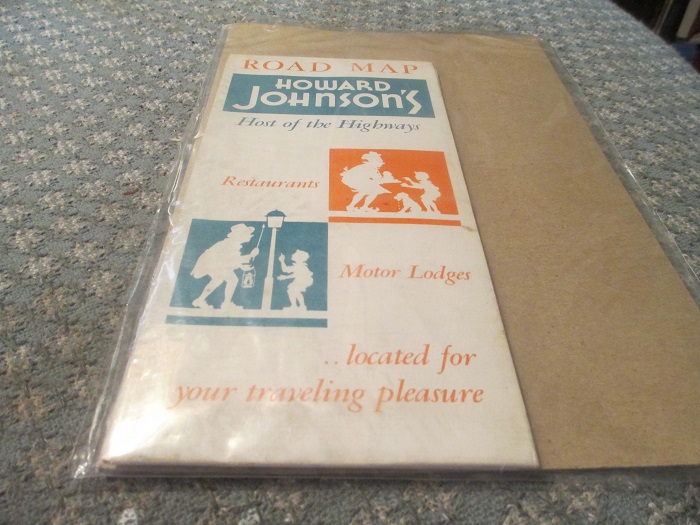 ROAD MAP
HOWARD
JOHNSON'S
Host of the Highways
Restaurants
Motor Lodges
..located for
your traveling pleasure